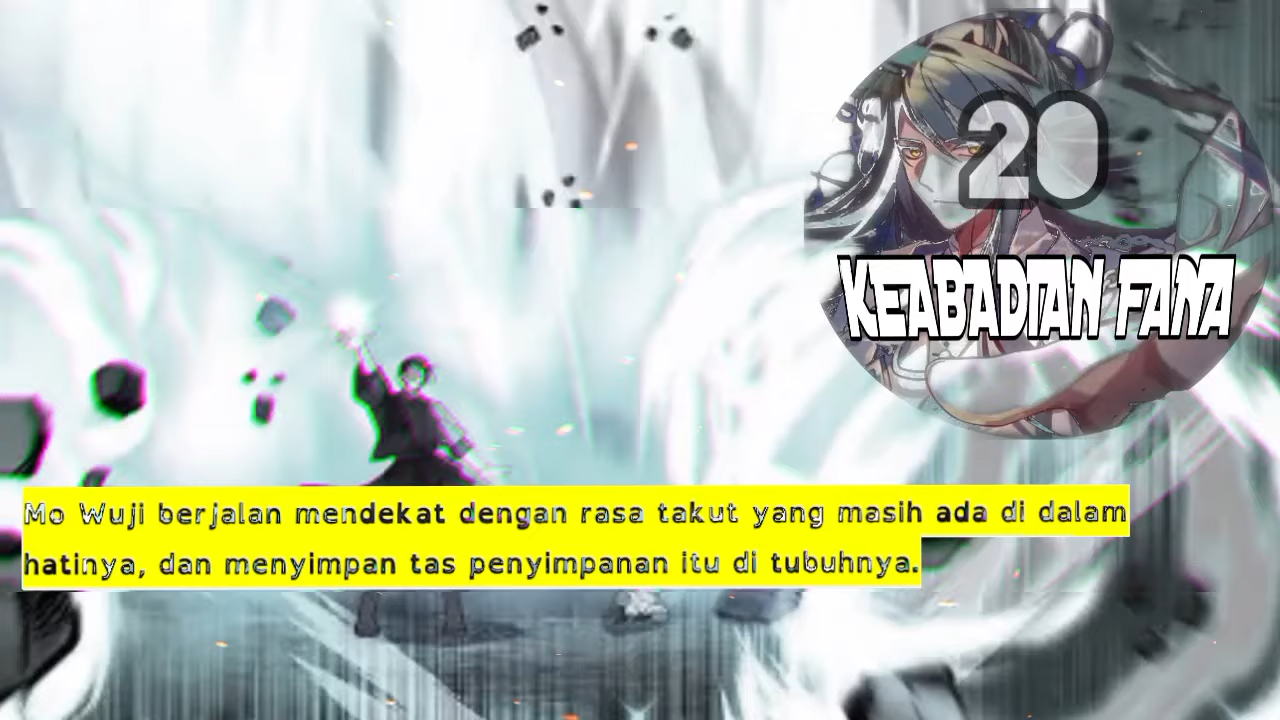 20
KEABADIAN FANA
Mo Wuji berjalan mendekat dengan rasa takut yang masih ada di dalam
hatinya, dan menyimpan tas penyimpanan itu di tubuhnya.